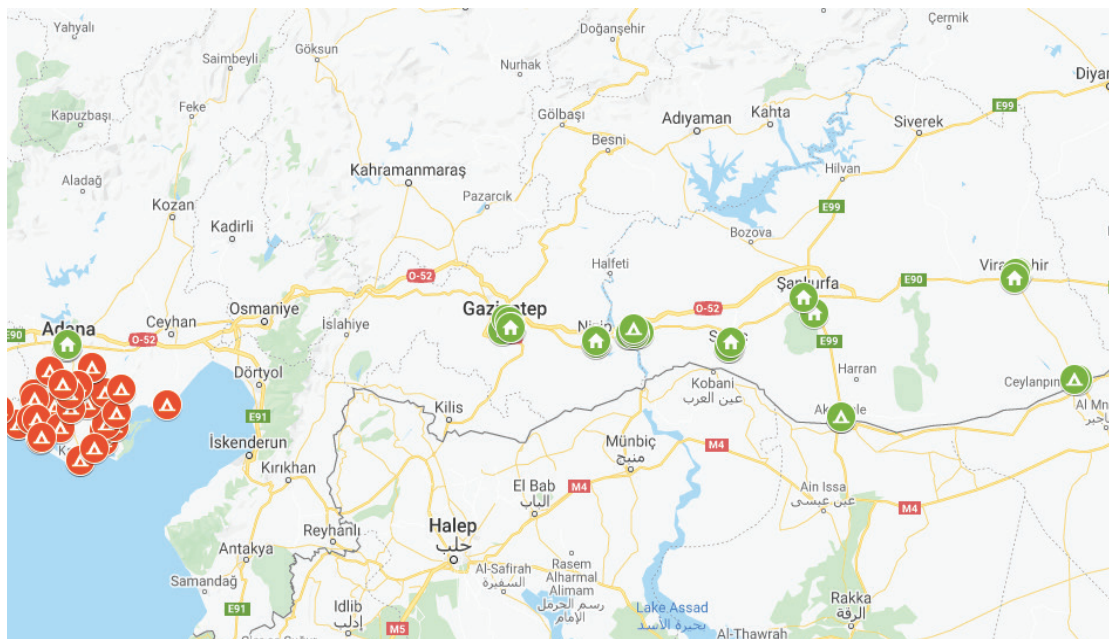 Yahyalı
Göksun
Doğanşehir
Çermik
Saimbeyli
Nurhak
Diyar
Kapuzbaşı
Feke
Gölbaşı
Adıyaman
Kahta
E99
Siverek
Besni
Aladağ
Kahramanmaraş
Hilvan
Kozan
Pazarcık
Kadirli
E99
Bozova
O-52
Halfeti
E90
Osmaniye
Gaziantep
O-52
Şanlıurfa
E90
Adana
Ceyhan
O-52
İslahiye
E99
Harran
Dörtyol
Kobani
عين العرب
Ceylanpın
Kilis
E91
Al Mn
İskenderun
Münbiç
منبج
M4
Kırıkhan
El Bab
الباب
M4
Ain Issa
عين عيسى
M4
Halep
حلب
Reyhanlı
Antakya
Al-Safirah
السفيرة
Rasem
Alharmal
Alimam
رسم الحرمل
الإمام
Samandağ
Rakka
الرقة
E91
Idlib
إدلب
Lake Assad
بحيرة الأسد
M5
Al-Thawrah